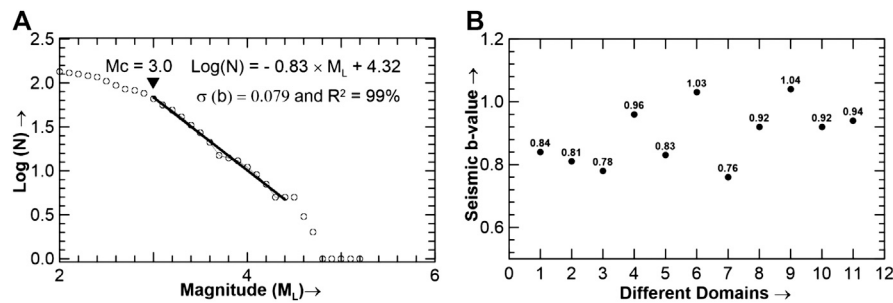 A
2.5
Mc = 3.0 Log(N) = - 0.83 × ML + 4.32
2.0
σ (b) = 0.079 and R² = 99%
1.5
1.0
0.5
0.0
Log (N) →
2 4 6
Magnitude (ML)→
B
1.2
1.0
0.8
0.6
Seismic b-value →
0.84
0.81
0.78
0.96
0.83
1.03
0.76
0.92
1.04
0.92
0.94
0 1 2 3 4 5 6 7 8 9 10 11 12
Different Domains →